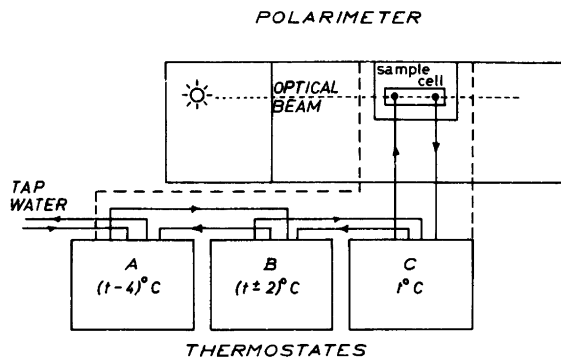 POLARIMETER
sample
cell
OPTICAL
BEAM
TAP
WATER
A
(t-4)°C
B
(t±2)°C
C
t°C
THERMOSTATES